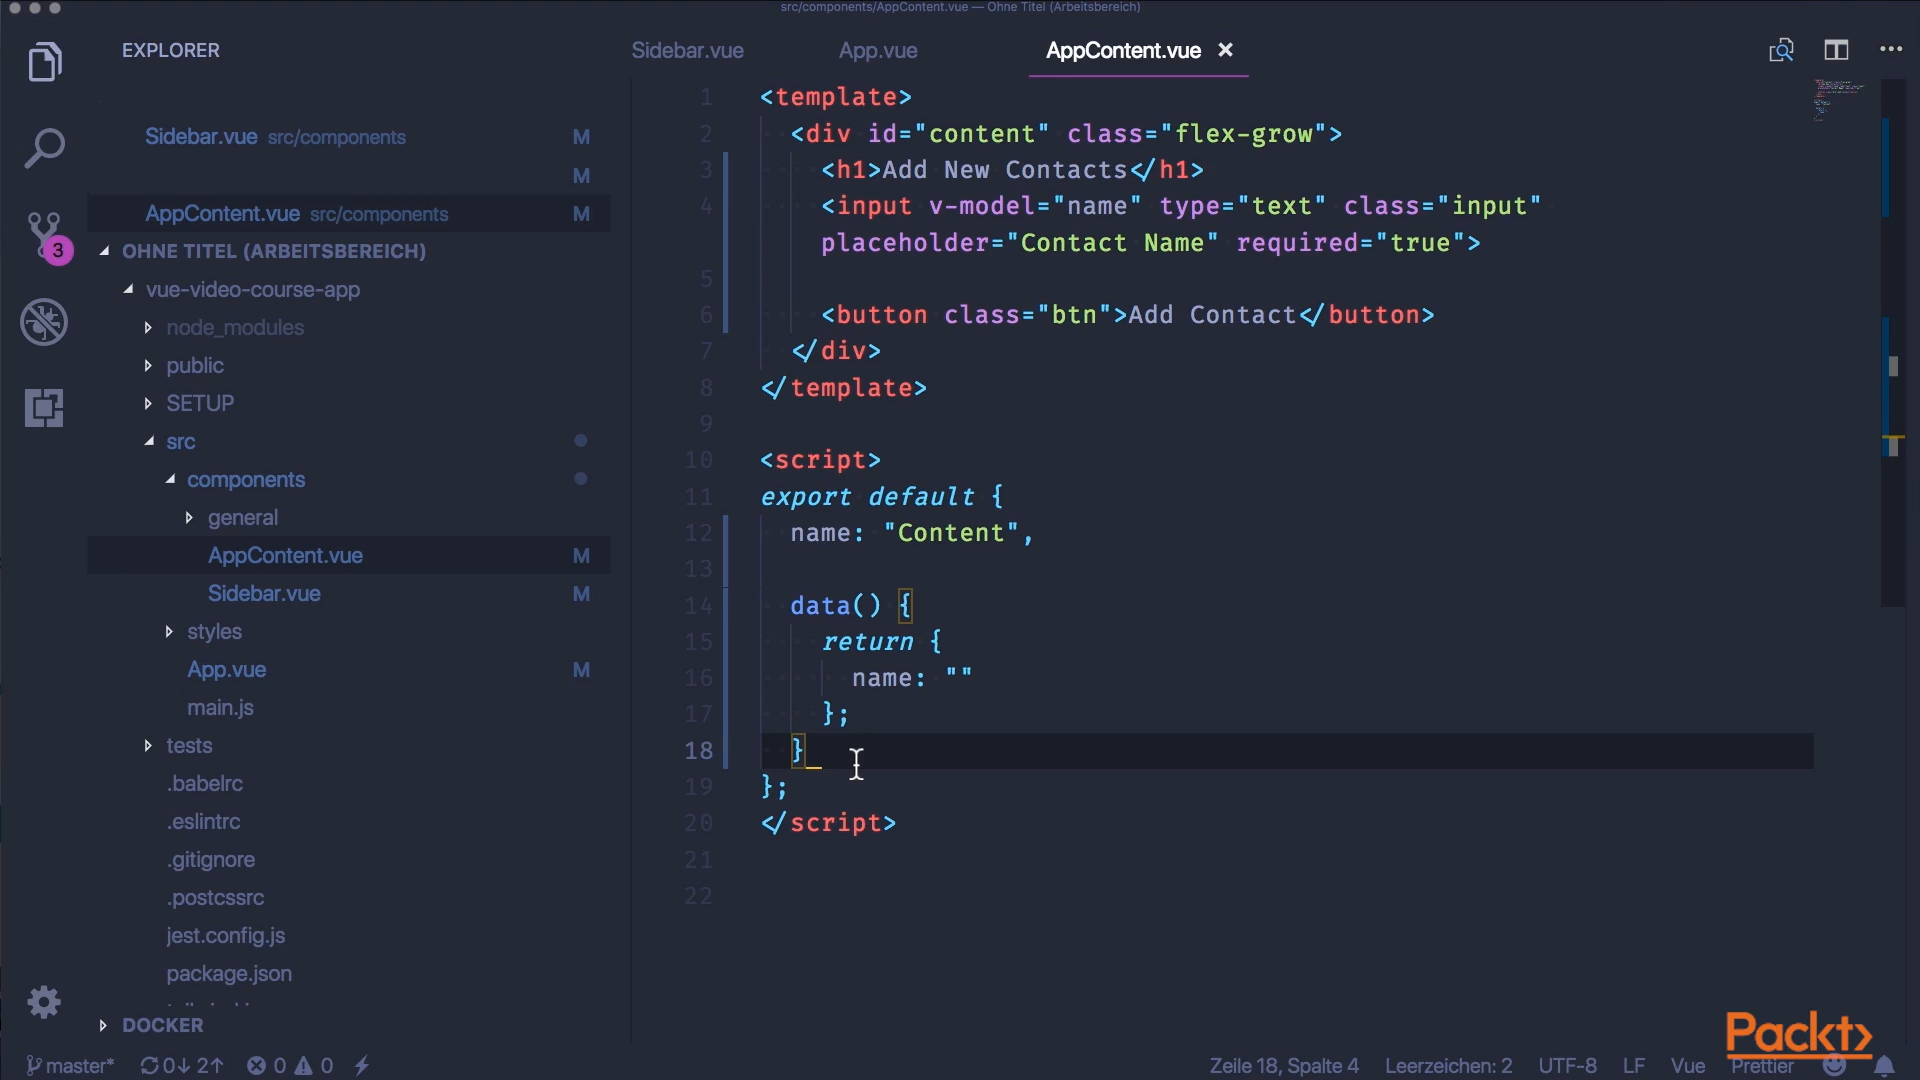 src/components/AppContent.vue — Ohne Titel (Arbeitsbereich)
EXPLORER
Sidebar.vue src/components M
M
AppContent.vue src/components M
3
OHNE TITEL (ARBEITSBEREICH)
vue-video-course-app
node_modules
public
SETUP
src
components
general
AppContent.vue M
Sidebar.vue M
styles
App.vue M
main.js
tests
.babelrc
.eslintrc
.gitignore
.postcssrc
jest.config.js
package.json
DOCKER
Sidebar.vue App.vue AppContent.vue ×
1 <template>
2 <div id="content" class="flex-grow">
3 <h1>Add New Contacts</h1>
4 <input v-model="name" type="text" class="input"
placeholder="Contact Name" required="true">
5
6 <button class="btn">Add Contact</button>
7 </div>
8 </template>
9
10 <script>
11 export default {
12 name: "Content",
13
14 data() {
15 return {
16 name: ""
17 };
18 }
19 };
20 </script>
21
22
Packt>
master* 0↓ 2↑ 0 0 Zeile 18, Spalte 4 Leerzeichen: 2 UTF-8 LF Vue Prettier